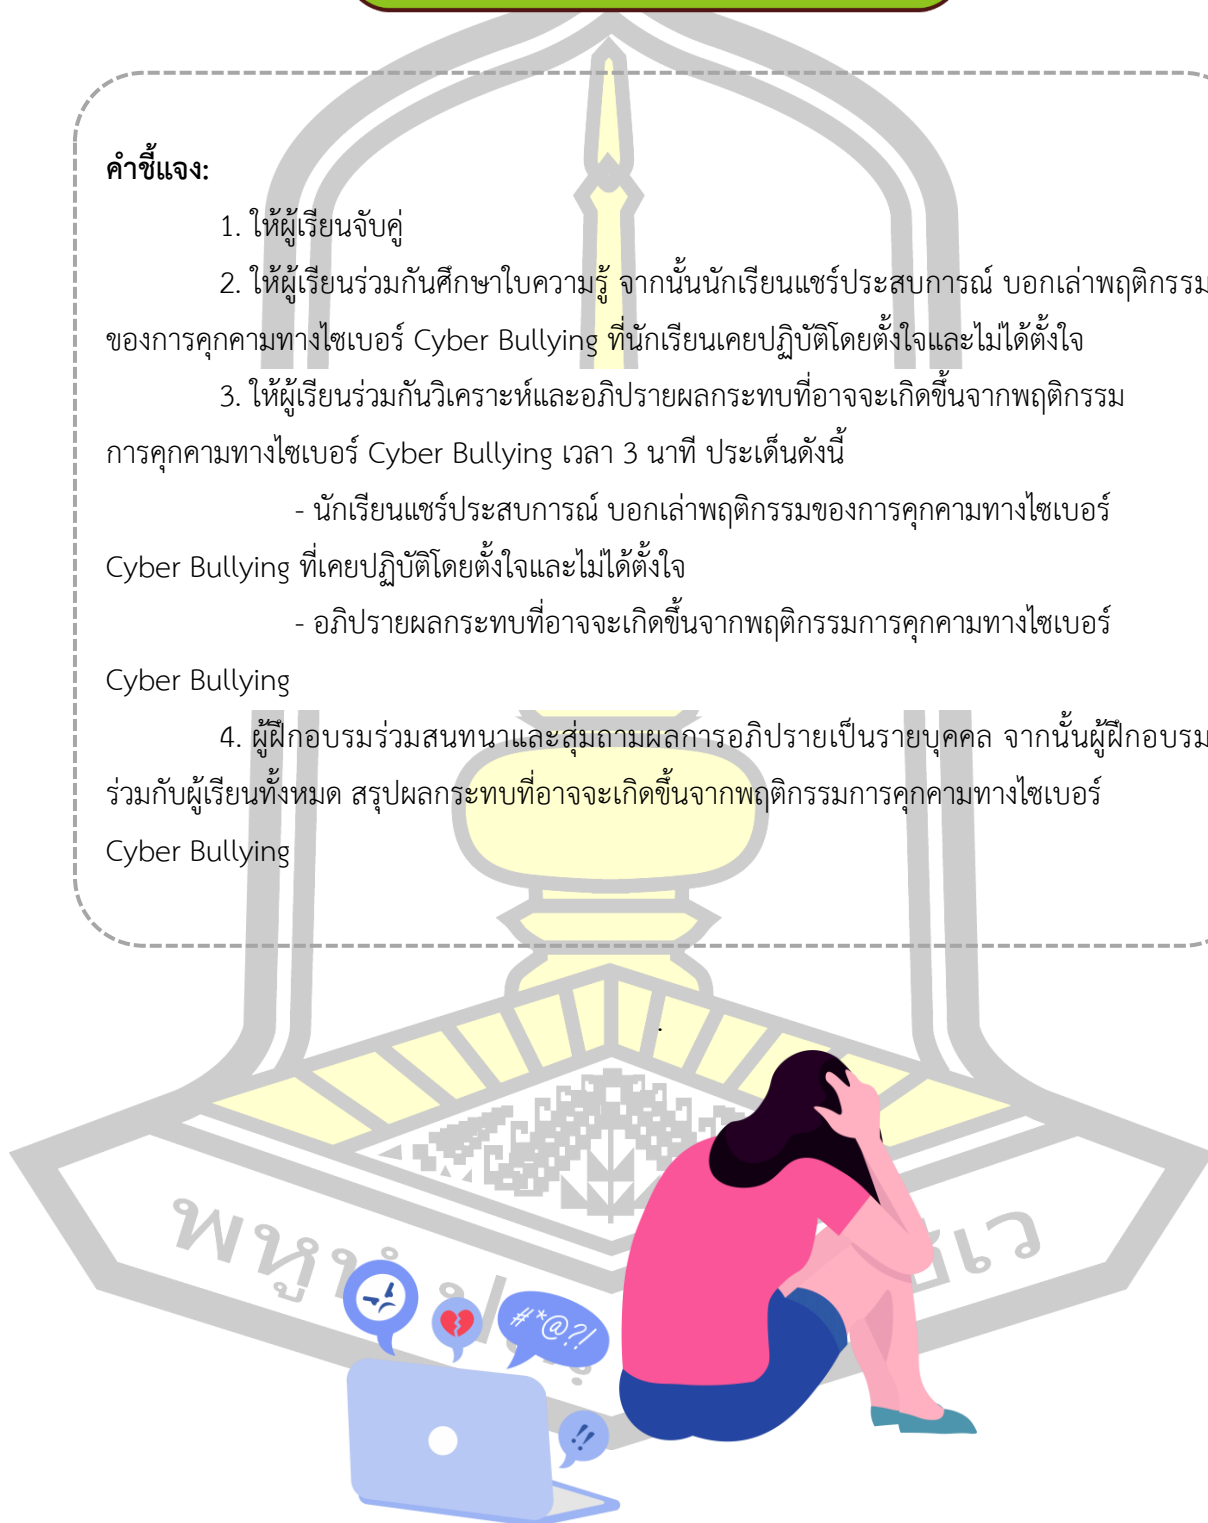 คำชี้แจง:
1. ให้ผู้เรียนจับคู่
2. ให้ผู้เรียนร่วมกันศึกษาใบความรู้ จากนั้นนักเรียนแชร์ประสบการณ์ บอกเล่าพฤติกรรม
ของการคุกคามทางไซเบอร์ Cyber Bullying ที่นักเรียนเคยปฏิบัติโดยตั้งใจและไม่ได้ตั้งใจ
3. ให้ผู้เรียนร่วมกันวิเคราะห์และอภิปรายผลกระทบที่อาจจะเกิดขึ้นจากพฤติกรรม
การคุกคามทางไซเบอร์ Cyber Bullying เวลา 3 นาที ประเด็นดังนี้
- นักเรียนแชร์ประสบการณ์ บอกเล่าพฤติกรรมของการคุกคามทางไซเบอร์
Cyber Bullying ที่เคยปฏิบัติโดยตั้งใจและไม่ได้ตั้งใจ
- อภิปรายผลกระทบที่อาจจะเกิดขึ้นจากพฤติกรรมการคุกคามทางไซเบอร์
Cyber Bullying
4. ผู้ฝึกอบรมร่วมสนทนาและสุ่มถามผลการอภิปรายเป็นรายบุคคล จากนั้นผู้ฝึกอบรม
ร่วมกับผู้เรียนทั้งหมด สรุปผลกระทบที่อาจจะเกิดขึ้นจากพฤติกรรมการคุกคามทางไซเบอร์
Cyber Bullying
.
พหูนํ
#*@?!
!!